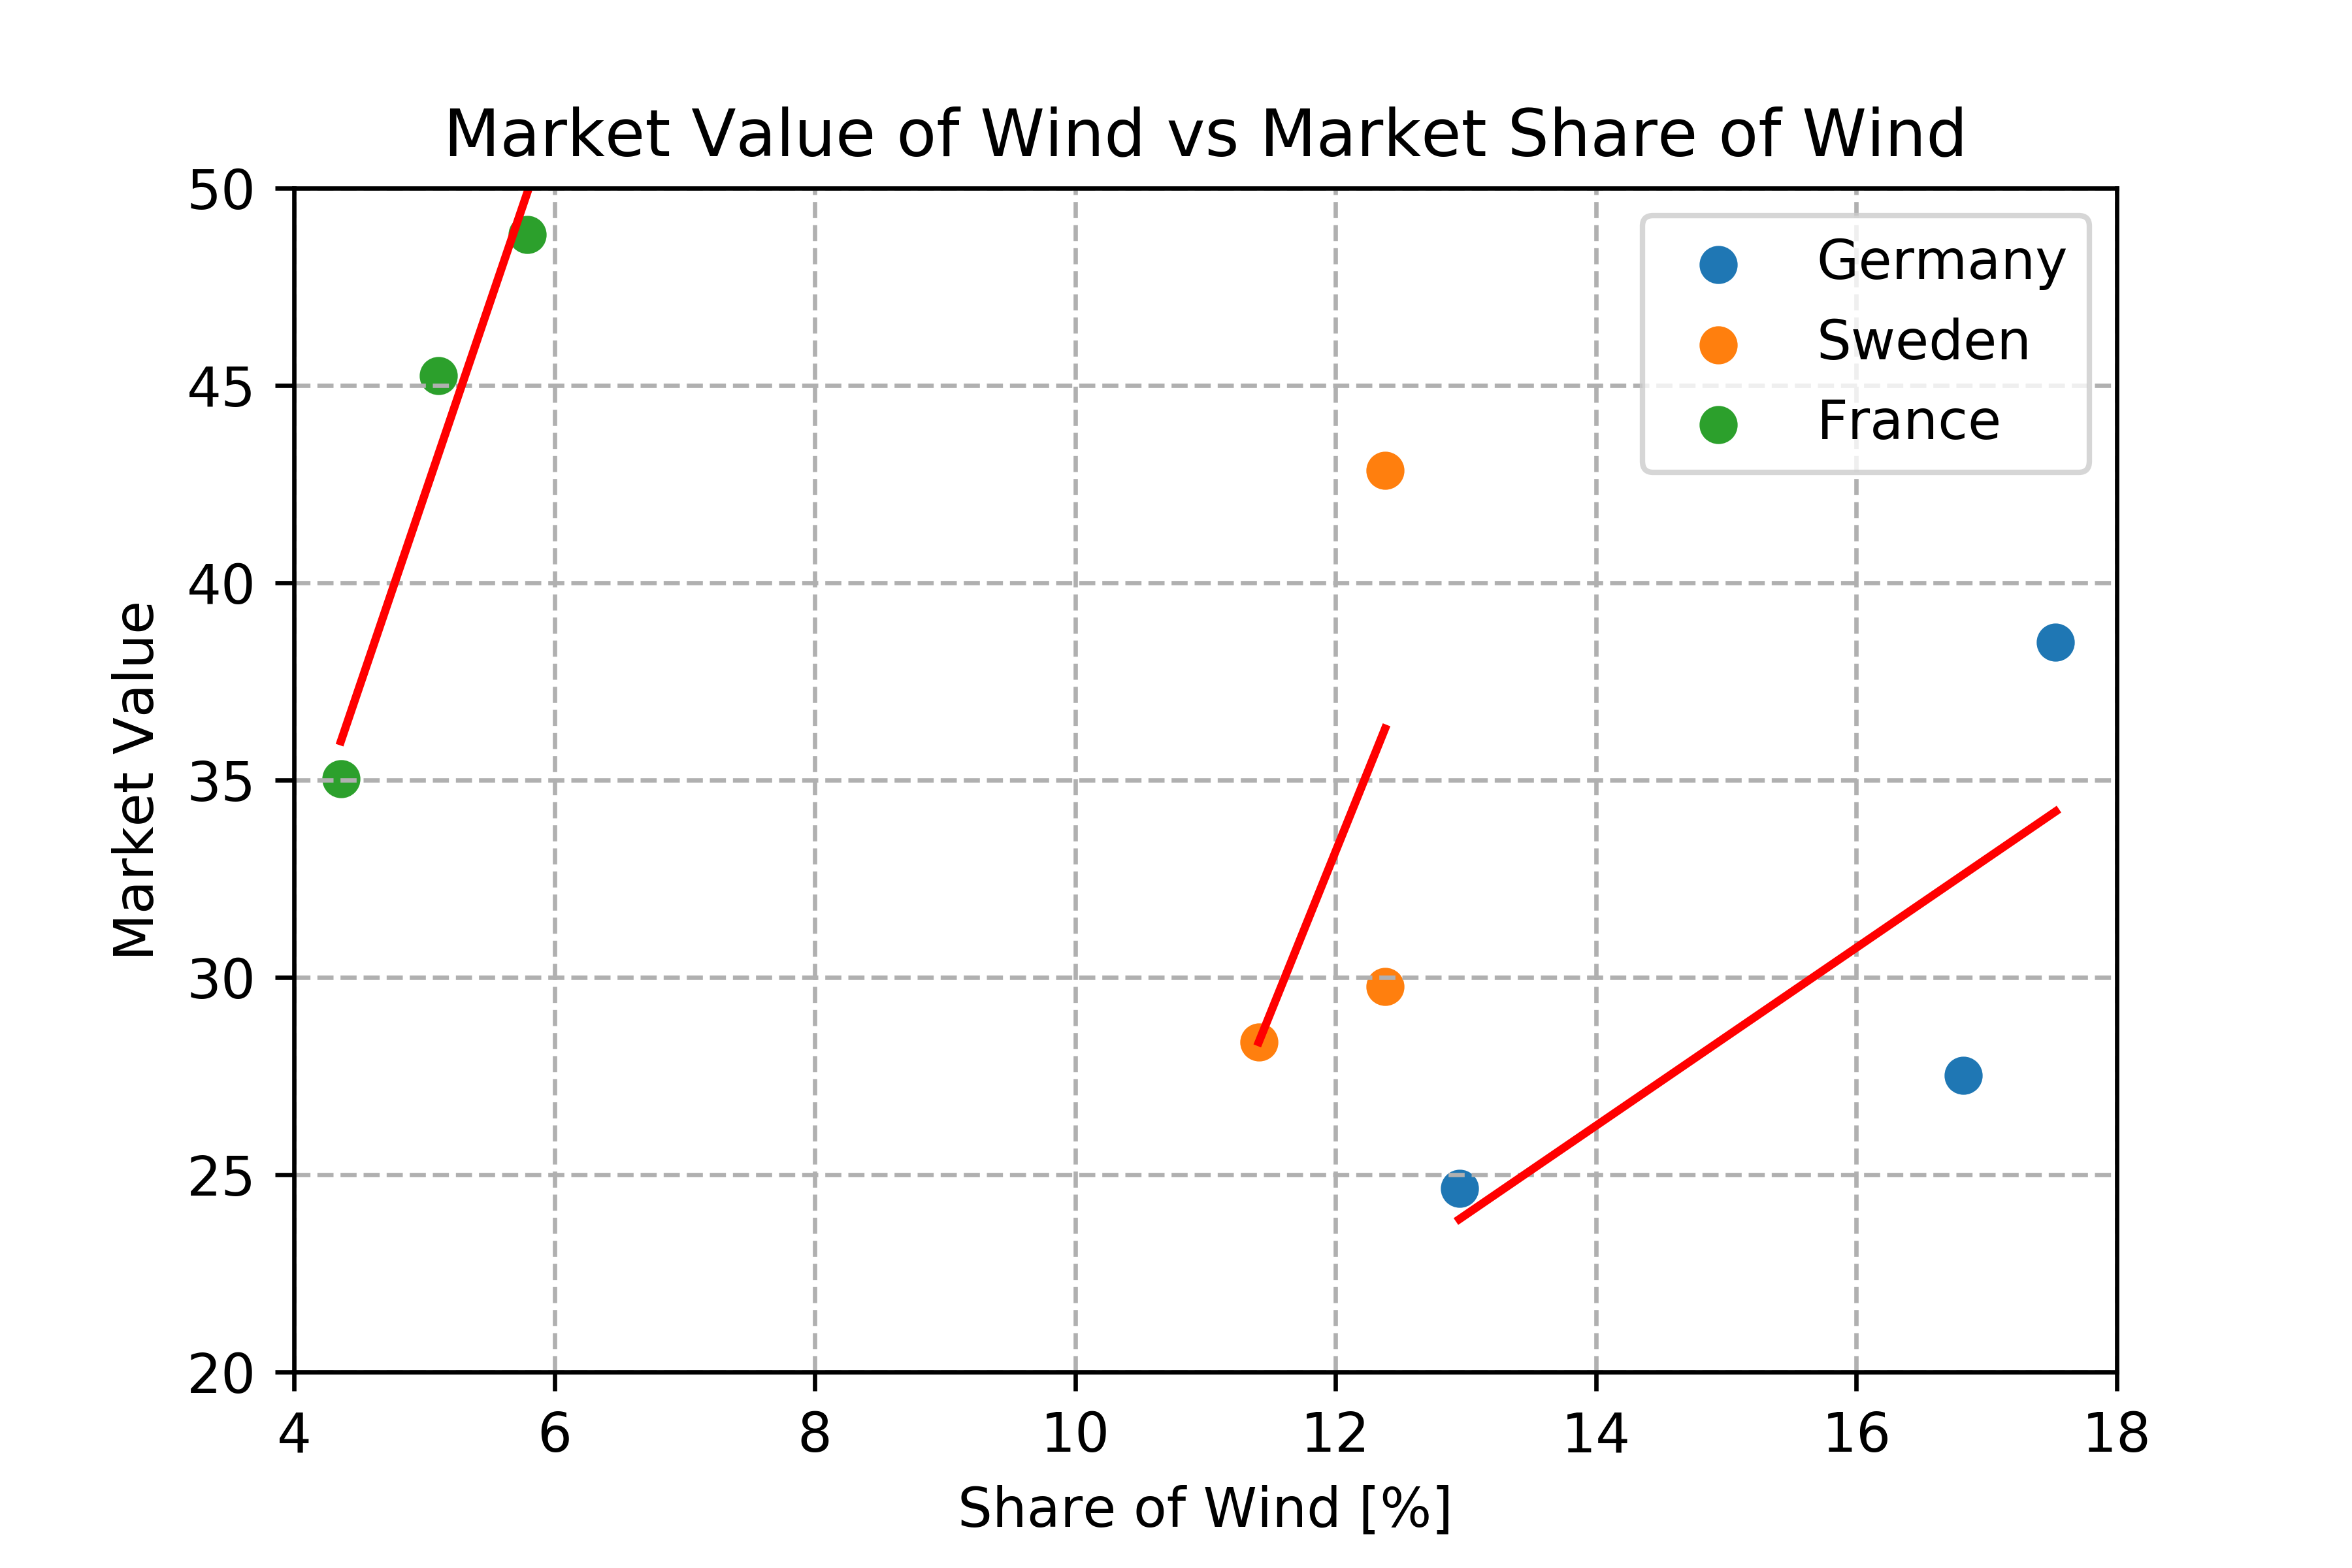 Market Value of Wind vs Market Share of Wind
50
45
40
35
30
25
20
Market Value
Germany
Sweden
France
4 6 8 10 12 14 16 18
Share of Wind [%]